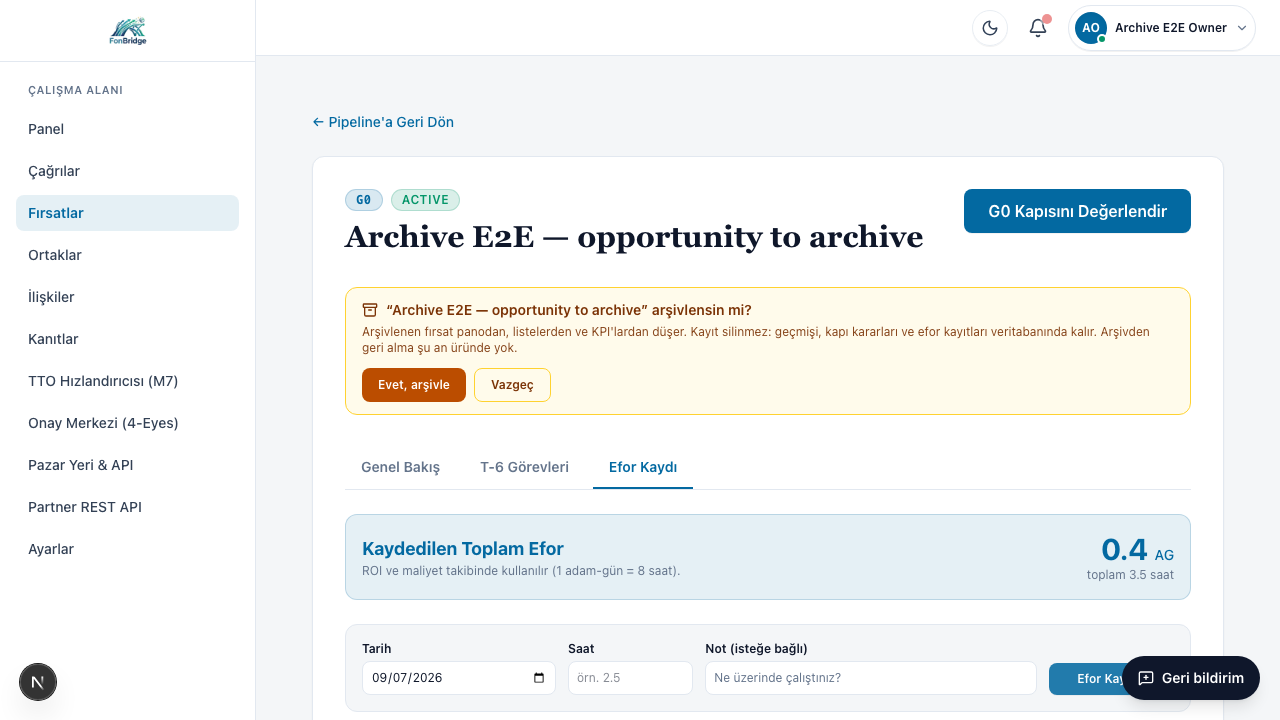 FonBridge
AO
Archive E2E Owner
ÇALIŞMA ALANI
Panel
Çağrılar
Fırsatlar
Ortaklar
İlişkiler
Kanıtlar
TTO Hızlandırıcısı (M7)
Onay Merkezi (4-Eyes)
Pazar Yeri & API
Partner REST API
Ayarlar
N
← Pipeline'a Geri Dön
G0
ACTIVE
Archive E2E — opportunity to archive
G0 Kapısını Değerlendir
“Archive E2E — opportunity to archive” arşivlensin mi?
Arşivlenen fırsat panodan, listelerden ve KPI'lardan düşer. Kayıt silinmez: geçmişi, kapı kararları ve efor kayıtları veritabanında kalır. Arşivden
geri alma şu an üründe yok.
Evet, arşivle
Vazgeç
Genel Bakış
T-6 Görevleri
Efor Kaydı
Kaydedilen Toplam Efor
ROI ve maliyet takibinde kullanılır (1 adam-gün = 8 saat).
0.4 AG
toplam 3.5 saat
Tarih
Saat
Not (isteğe bağlı)
09/07/2026
örn. 2.5
Ne üzerinde çalıştınız?
Efor
Geri bildirim